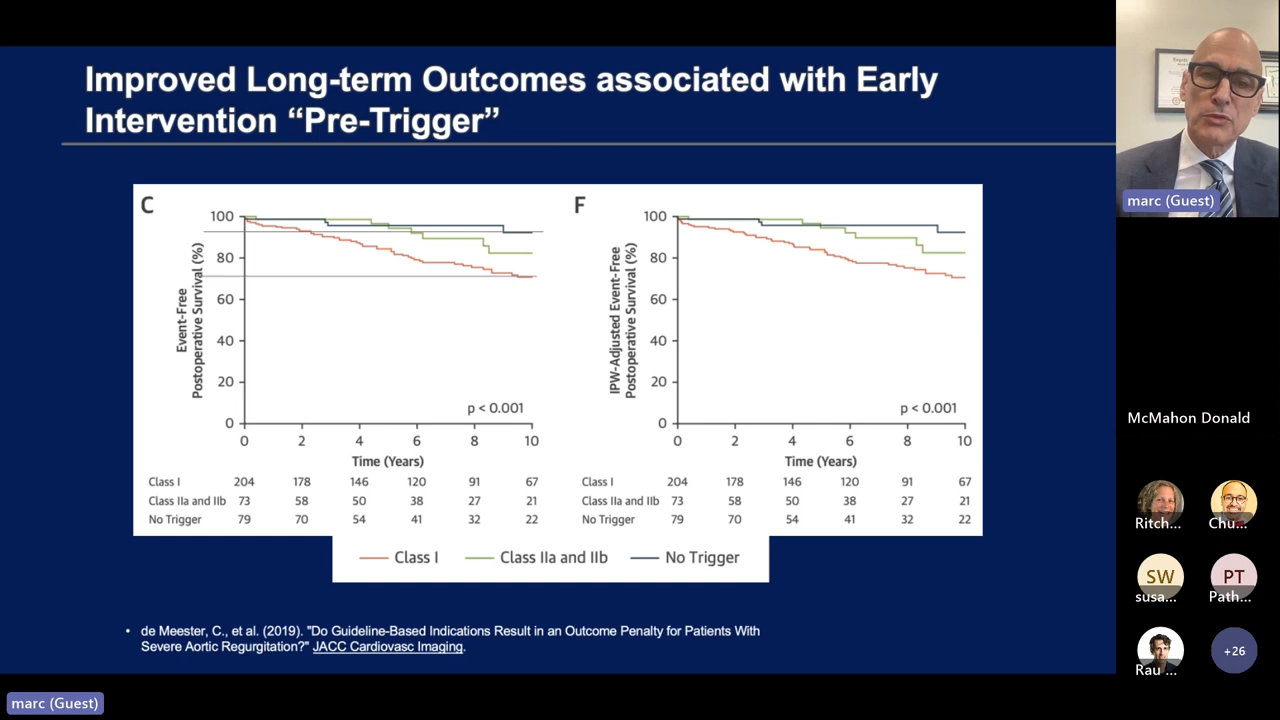 Improved Long-term Outcomes associated with Early
Intervention “Pre-Trigger”
C
Event-Free
Postoperative Survival (%)
100
80
60
40
20
0
p < 0.001
0 2 4 6 8 10
Time (Years)
Class I 204 178 146 120 91 67
Class IIa and IIb 73 58 50 38 27 21
No Trigger 79 70 54 41 32 22
F
IPW-Adjusted Event-Free
Postoperative Survival (%)
100
80
60
40
20
0
p < 0.001
0 2 4 6 8 10
Time (Years)
Class I 204 178 146 120 91 67
Class IIa and IIb 73 58 50 38 27 21
No Trigger 79 70 54 41 32 22
Class I Class IIa and IIb No Trigger
• de Meester, C., et al. (2019). "Do Guideline-Based Indications Result in an Outcome Penalty for Patients With
Severe Aortic Regurgitation?" JACC Cardiovasc Imaging.
marc (Guest)
marc (Guest)
McMahon Donald
Ritch... Chu...
SW PT
susa... Path...
Rau ... +26